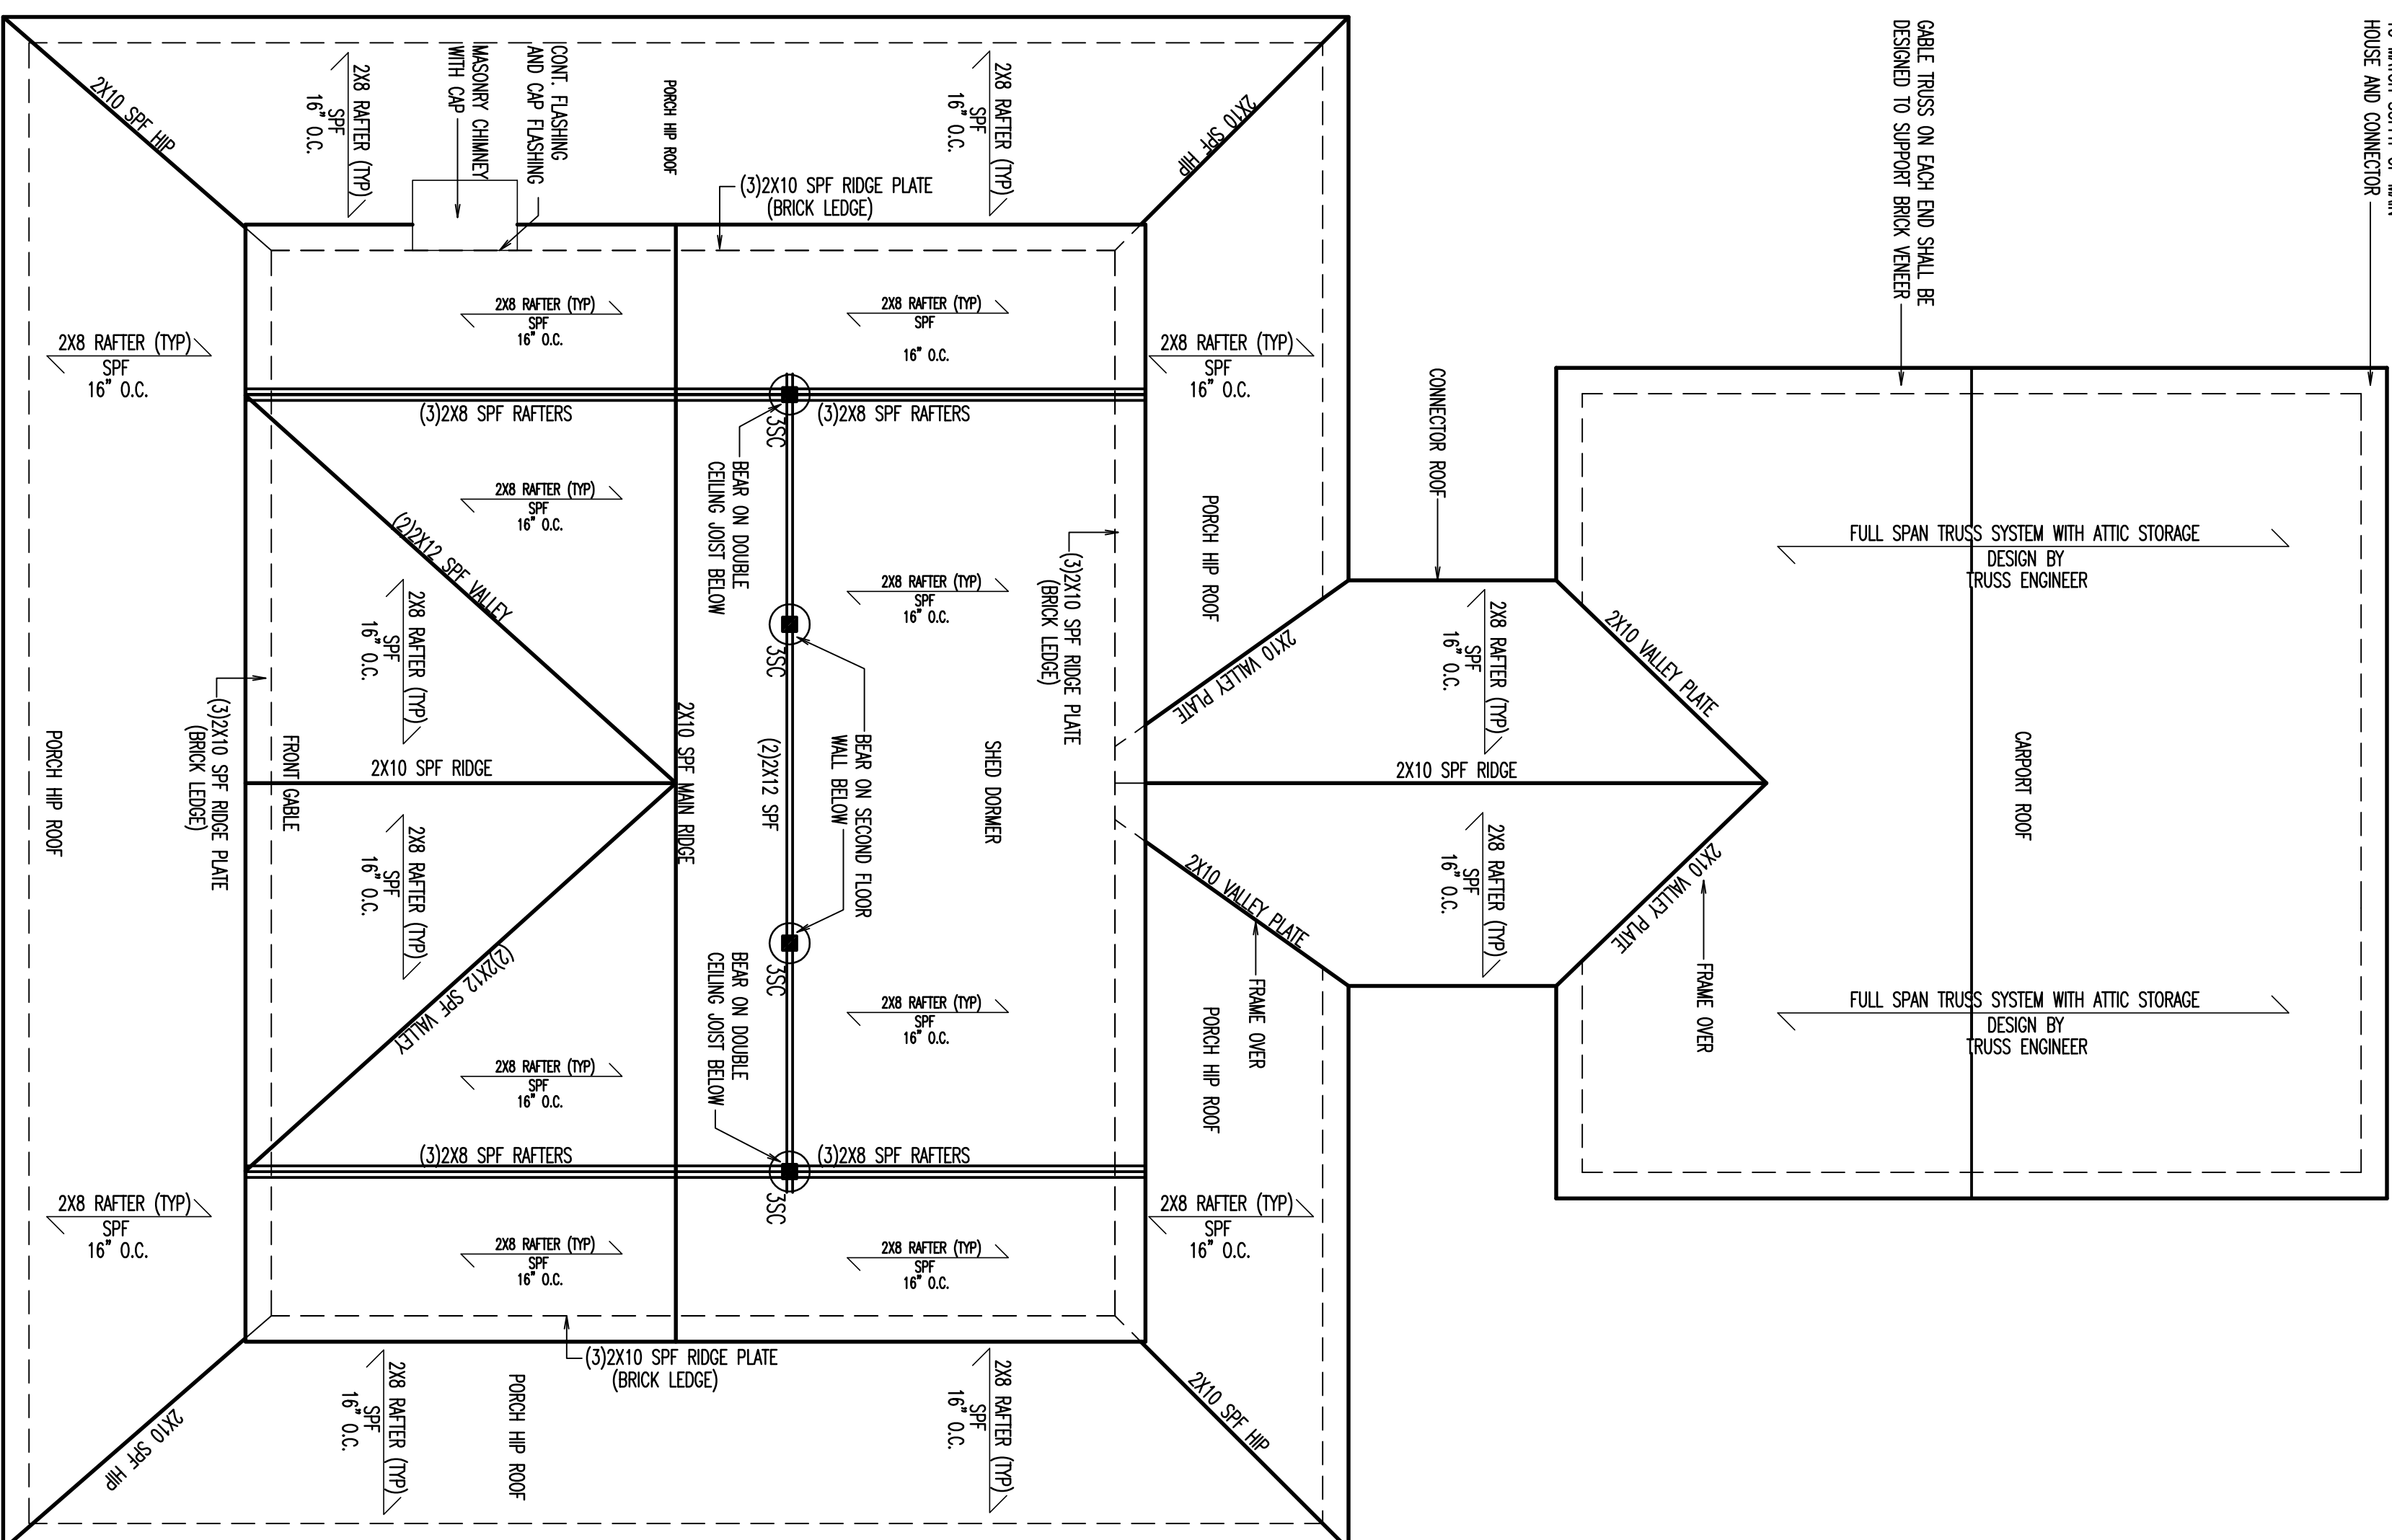 HOUSE AND CONNECTOR
GABLE TRUSS ON EACH END SHALL BE
DESIGNED TO SUPPORT BRICK VENEER
2X10 SPF HIP
2X8 RAFTER (TYP)
SPF
16" O.C.
MASONRY CHIMNEY
WITH CAP
CONT. FLASHING
AND CAP FLASHING
PORCH HIP ROOF
(3)2X10 SPF RIDGE PLATE
(BRICK LEDGE)
2X8 RAFTER (TYP)
SPF
16" O.C.
2X10 SPF HIP
2X8 RAFTER (TYP)
SPF
16" O.C.
2X8 RAFTER (TYP)
SPF
16" O.C.
2X8 RAFTER (TYP)
SPF
16" O.C.
2X8 RAFTER (TYP)
SPF
16" O.C.
CONNECTOR ROOF
(3)2X8 SPF RAFTERS
3SC
(3)2X8 SPF RAFTERS
BEAR ON DOUBLE
CEILING JOIST BELOW
2X8 RAFTER (TYP)
SPF
16" O.C.
(2)2X12 SPF VALLEY
2X8 RAFTER (TYP)
SPF
16" O.C.
2X8 RAFTER (TYP)
SPF
16" O.C.
3SC
(3)2X10 SPF RIDGE PLATE
(BRICK LEDGE)
PORCH HIP ROOF
2X10 VALLEY PLATE
2X8 RAFTER (TYP)
SPF
16" O.C.
2X10 VALLEY PLATE
FULL SPAN TRUSS SYSTEM WITH ATTIC STORAGE
DESIGN BY
TRUSS ENGINEER
PORCH HIP ROOF
(3)2X10 SPF RIDGE PLATE
(BRICK LEDGE)
FRONT GABLE
2X10 SPF RIDGE
2X10 SPF MAIN RIDGE
(2)2X12 SPF
BEAR ON SECOND FLOOR
WALL BELOW
SHED DORMER
2X10 SPF RIDGE
CARPORT ROOF
2X8 RAFTER (TYP)
SPF
16" O.C.
(2)2X12 SPF VALLEY
BEAR ON DOUBLE
CEILING JOIST BELOW
3SC
2X8 RAFTER (TYP)
SPF
16" O.C.
2X10 VALLEY PLATE
FRAME OVER
PORCH HIP ROOF
2X8 RAFTER (TYP)
SPF
16" O.C.
2X10 VALLEY PLATE
FRAME OVER
FULL SPAN TRUSS SYSTEM WITH ATTIC STORAGE
DESIGN BY
TRUSS ENGINEER
2X8 RAFTER (TYP)
SPF
16" O.C.
(3)2X8 SPF RAFTERS
3SC
(3)2X8 SPF RAFTERS
2X8 RAFTER (TYP)
SPF
16" O.C.
2X8 RAFTER (TYP)
SPF
16" O.C.
2X8 RAFTER (TYP)
SPF
16" O.C.
2X8 RAFTER (TYP)
SPF
16" O.C.
(3)2X10 SPF RIDGE PLATE
(BRICK LEDGE)
2X10 SPF HIP
2X8 RAFTER (TYP)
SPF
16" O.C.
PORCH HIP ROOF
2X8 RAFTER (TYP)
SPF
16" O.C.
2X10 SPF HIP